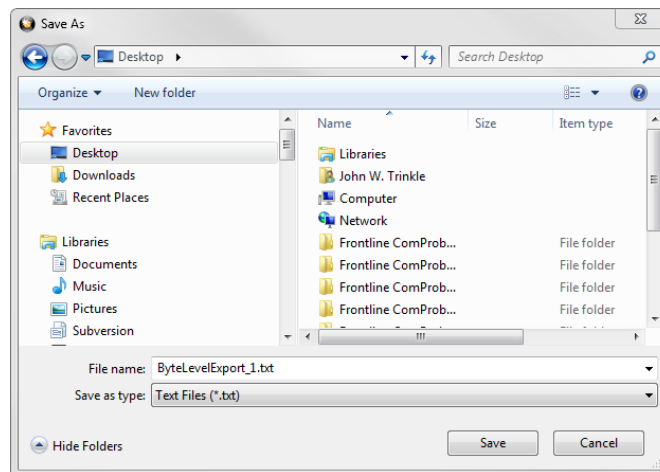 Save As
Desktop
Search Desktop
Organize
New folder
Favorites
Desktop
Downloads
Recent Places
Libraries
Documents
Music
Pictures
Subversion
Name Size Item type
Libraries
John W. Trinkle
Computer
Network
Frontline ComProb... File folder
Frontline ComProb... File folder
Frontline ComProb... File folder
Frontline ComProb... File folder
File name: ByteLevelExport_1.txt
Save as type: Text Files (*.txt)
Hide Folders
Save
Cancel